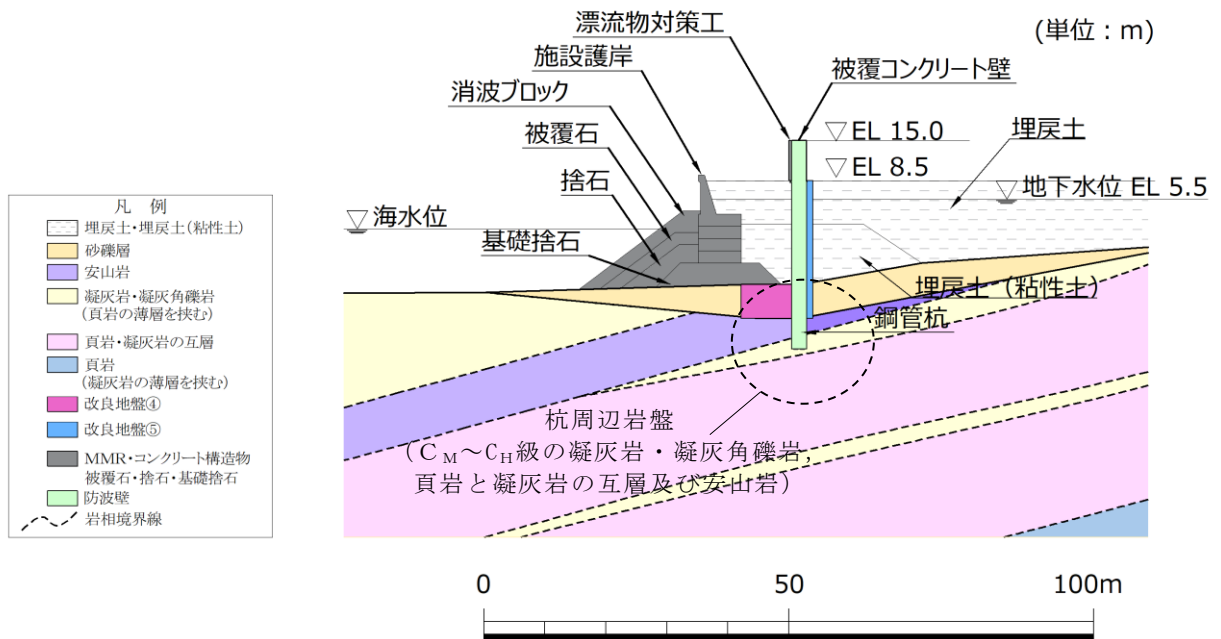 漂流物対策工
(単位：m)
施設護岸
被覆コンクリート壁
消波ブロック
▽ EL 15.0
埋戻土
被覆石
▽ EL 8.5
捨石
▽ 地下水位 EL 5.5
▽ 海水位
基礎捨石
埋戻土（粘性土）
鋼管杭
杭周辺岩盤
（CM～CH級の凝灰岩・凝灰角礫岩,
頁岩と凝灰岩の互層及び安山岩）
凡 例
埋戻土・埋戻土(粘性土)
砂礫層
安山岩
凝灰岩・凝灰角礫岩
(頁岩の薄層を挟む)
頁岩・凝灰岩の互層
頁岩
(凝灰岩の薄層を挟む)
改良地盤④
改良地盤⑤
MMR・コンクリート構造物
被覆石・捨石・基礎捨石
防波壁
岩相境界線
0 50 100m